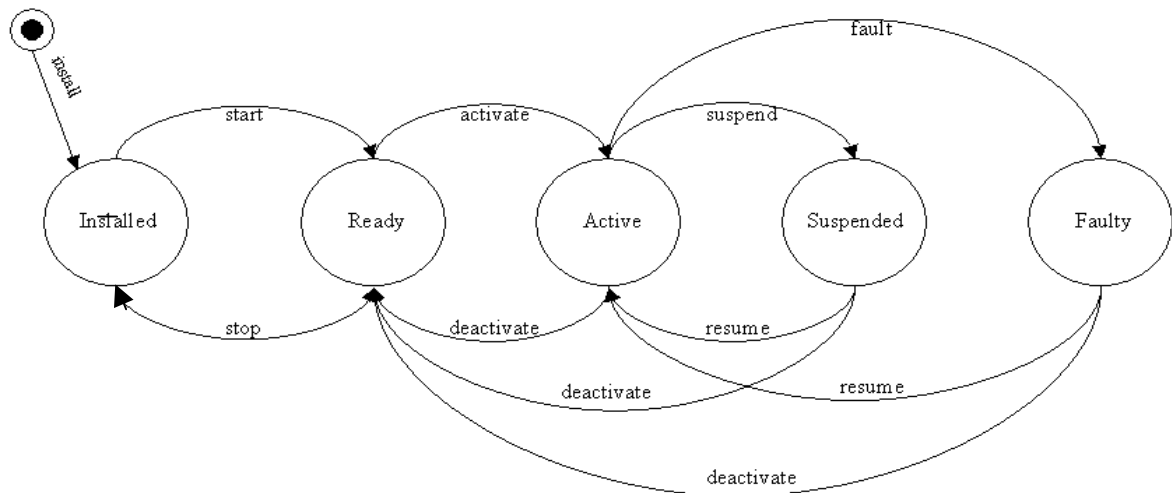 fault
install
start
activate
suspend
Installed
Ready
Active
Suspended
Faulty
stop
deactivate
resume
deactivate
resume
deactivate